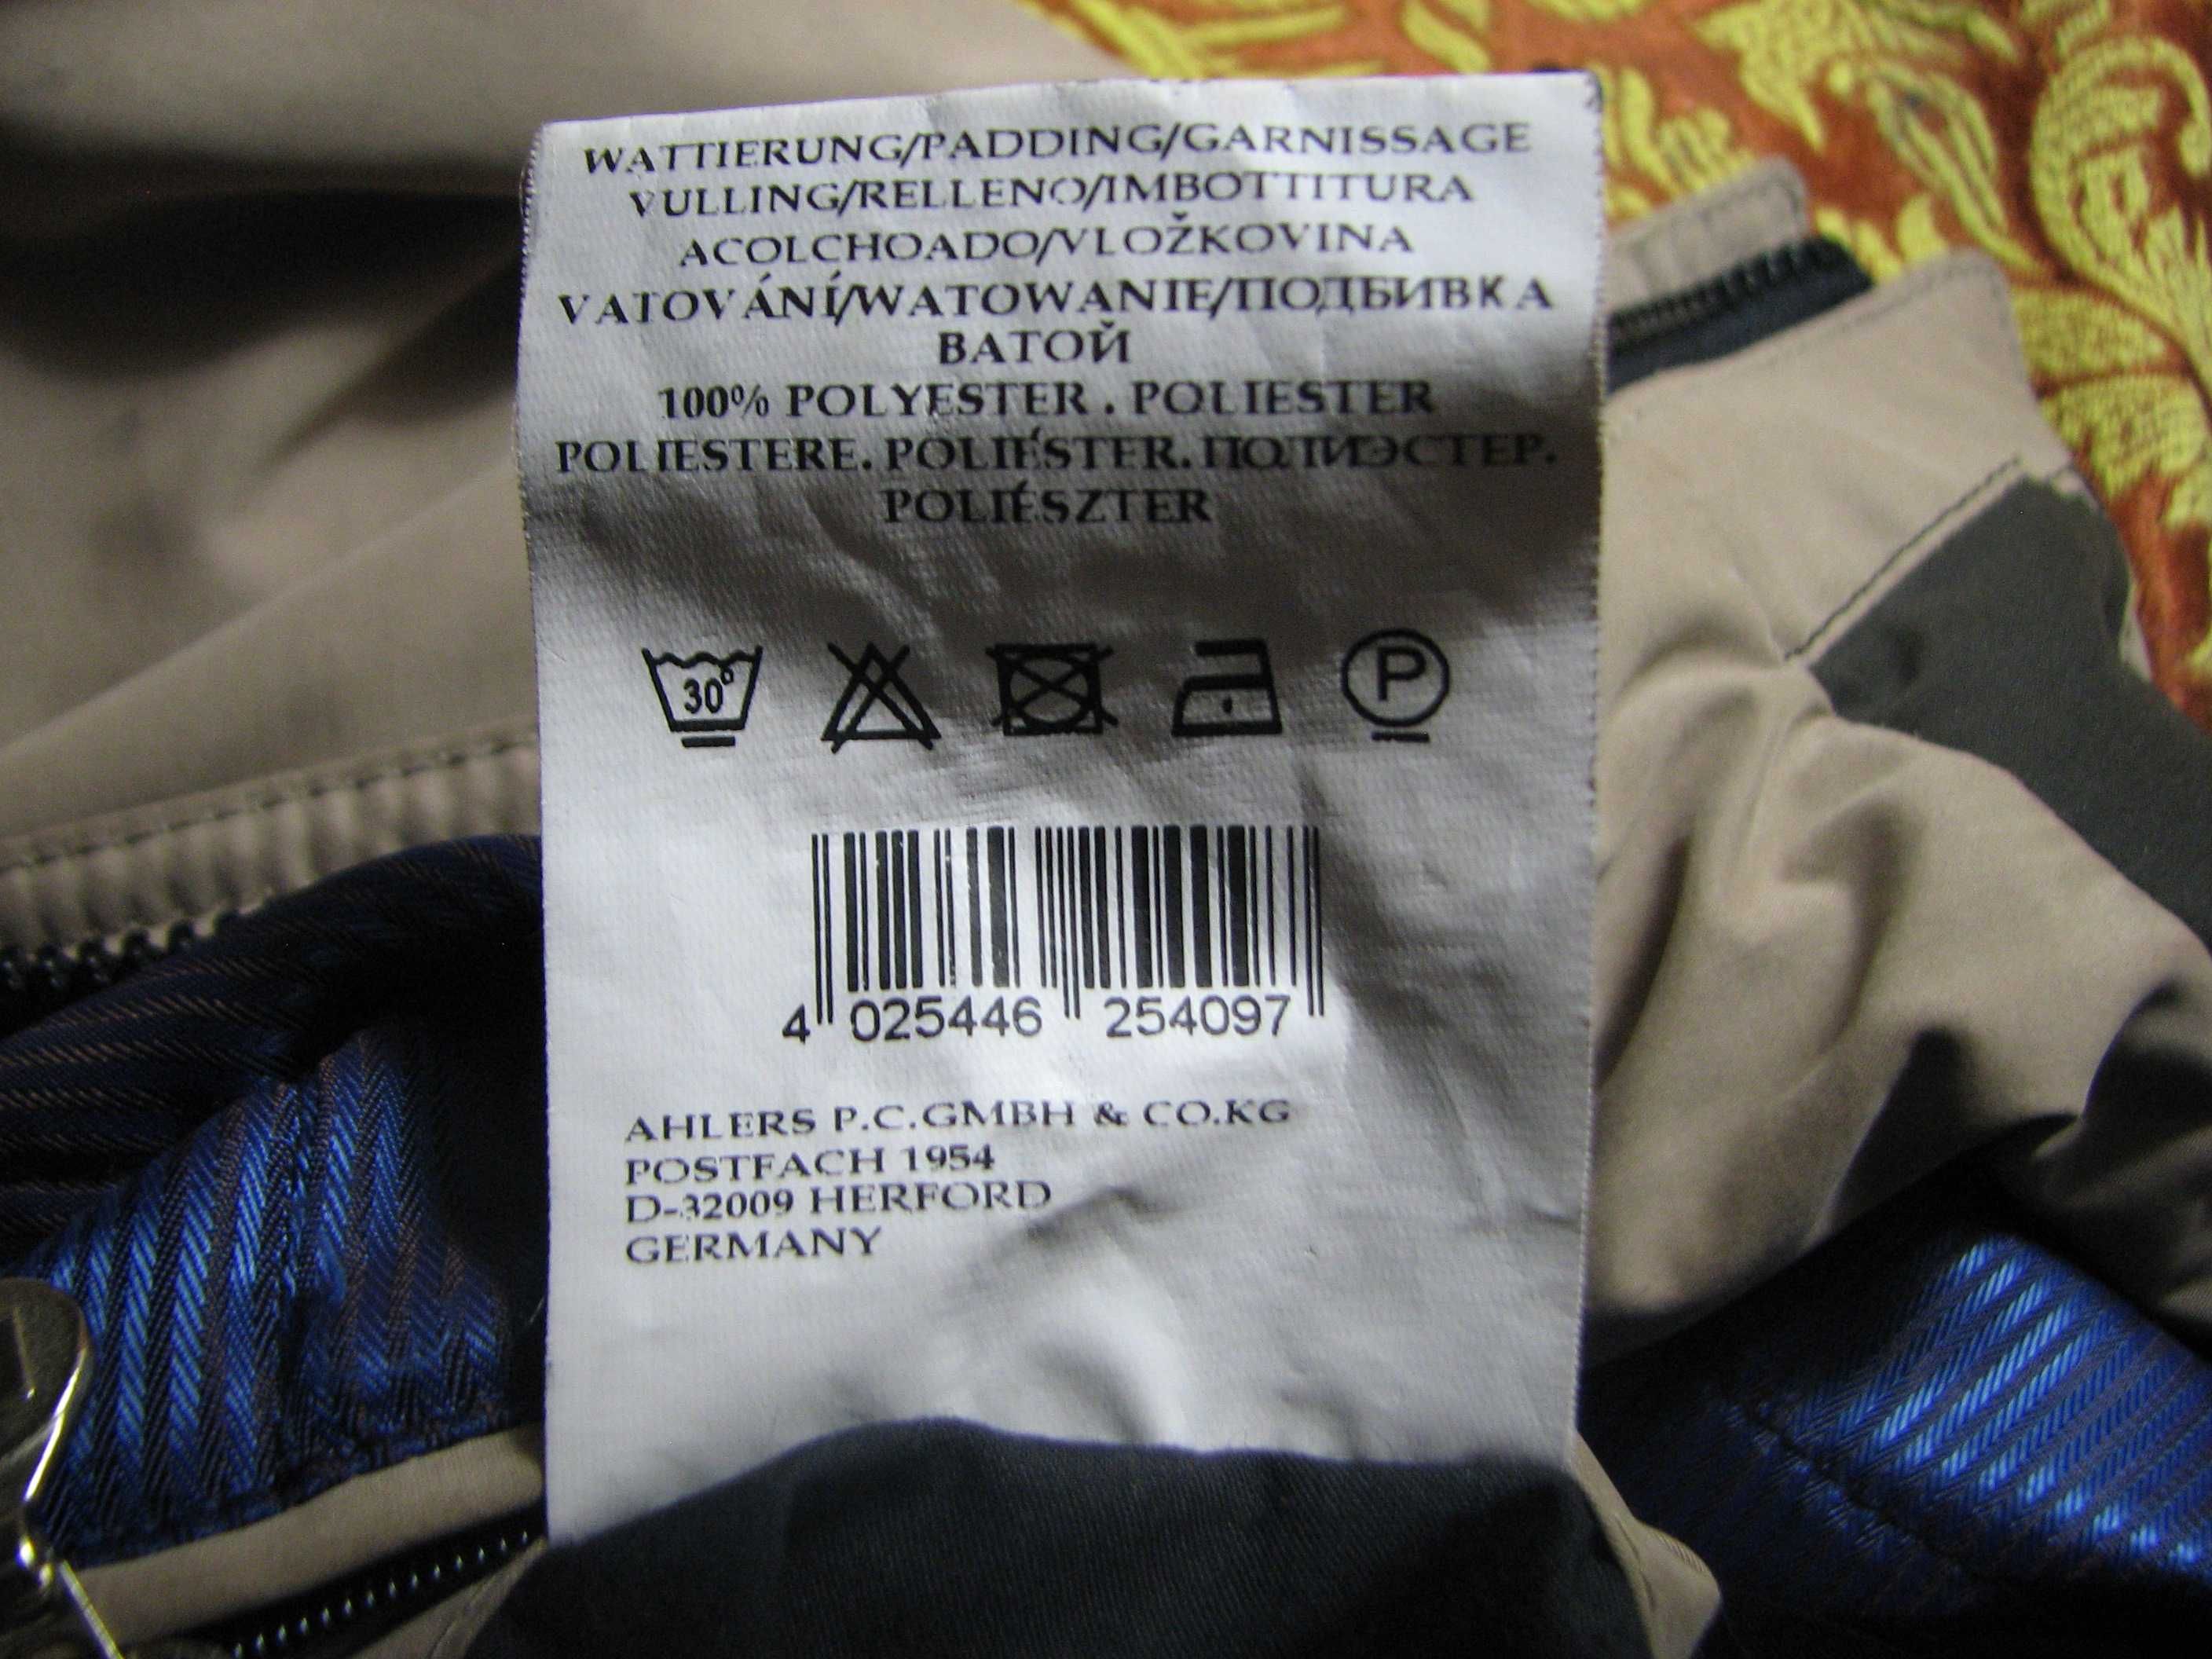 WATTIERUNG/PADDING/GARNISSAGE
VULLING/RELLENO/IMBOTTITURA
ACOLCHOADO/VLOŽKOVINA
VATOVÁNÍ/WATOWANIE/ПОДБИВКА
ВАТОЙ
100% POLYESTER . POLIESTER
POLIESTERE. POLIÉSTER. ПОЛИЭСТЕР.
POLIÉSZTER
30° P
4 025446 254097
AHLERS P.C.GMBH & CO.KG
POSTFACH 1954
D-32009 HERFORD
GERMANY